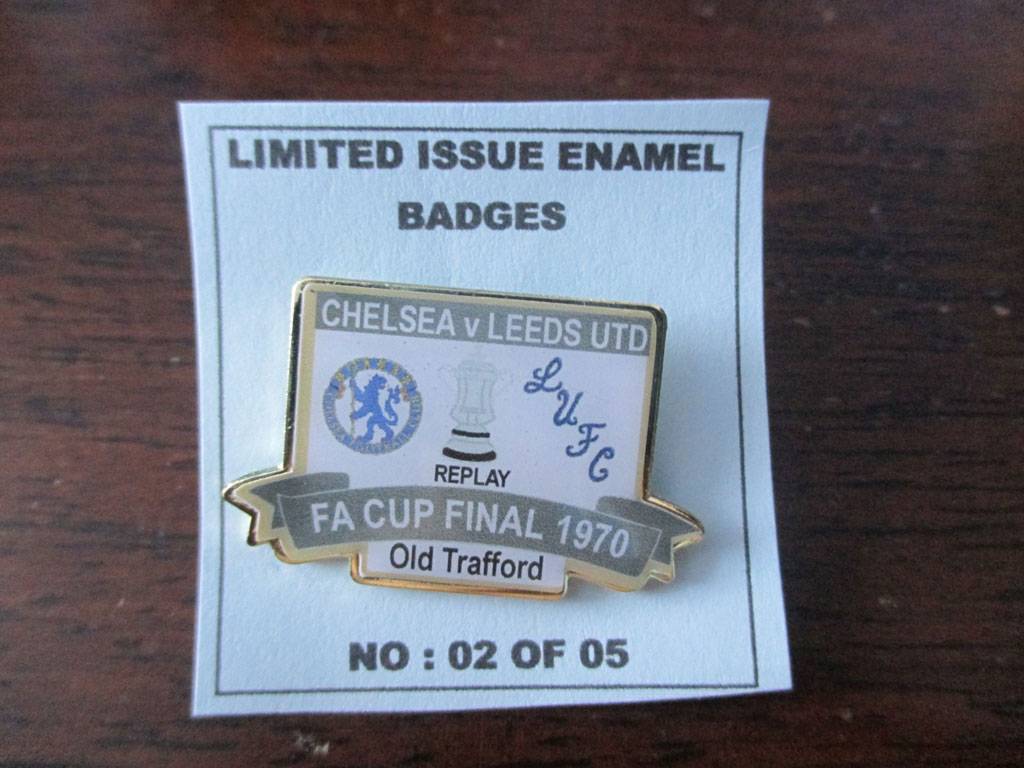 LIMITED ISSUE ENAMEL
BADGES
CHELSEA v LEEDS UTD
LUFC
REPLAY
FA CUP FINAL 1970
Old Trafford
NO : 02 OF 05